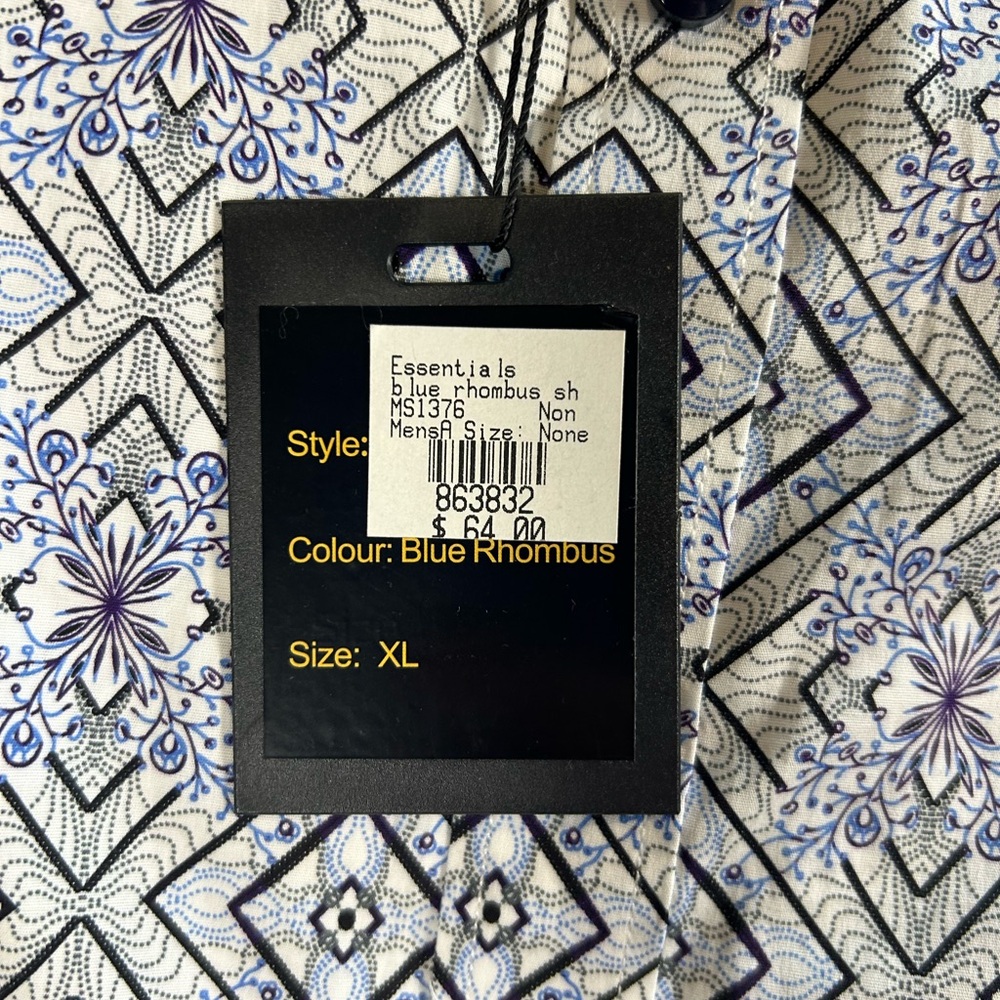 Essentials
blue rhombus sh
MS1376 Non
MensA Size: None
863832
$ 64.00
Style:
Colour: Blue Rhombus
Size: XL